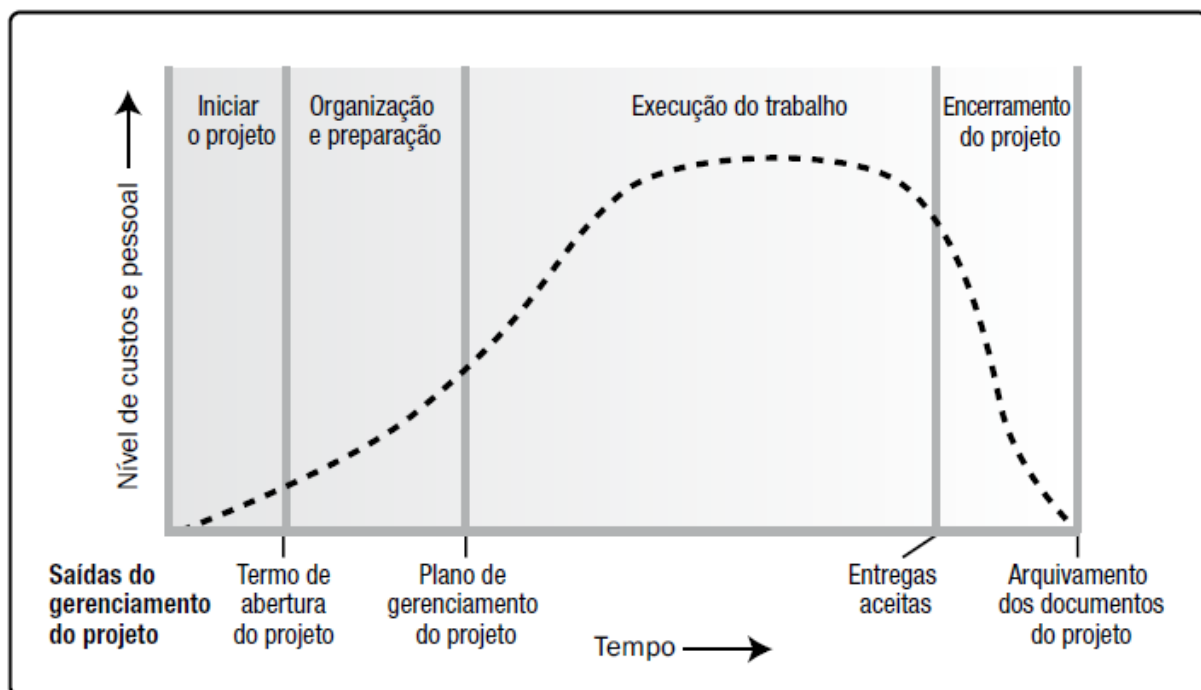 Iniciar
o projeto
Organização
e preparação
Execução do trabalho
Encerramento
do projeto
Nível de custos e pessoal
Saídas do
gerenciamento
do projeto
Termo de
abertura
do projeto
Plano de
gerenciamento
do projeto
Entregas
aceitas
Arquivamento
dos documentos
do projeto
Tempo